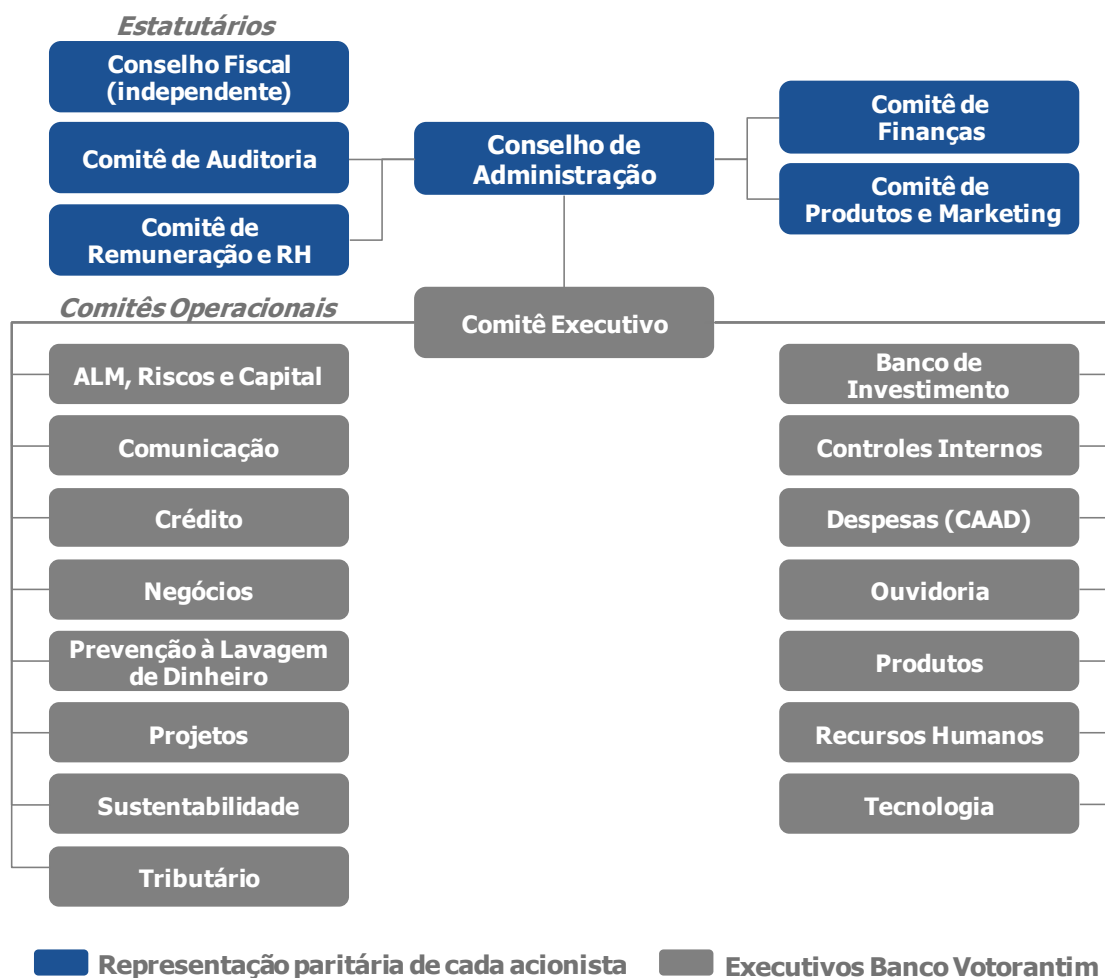 Estatutários
Conselho Fiscal
(independente)
Comitê de Auditoria
Comitê de
Remuneração e RH
Conselho de
Administração
Comitê de
Finanças
Comitê de
Produtos e Marketing
Comitês Operacionais
Comitê Executivo
ALM, Riscos e Capital
Comunicação
Crédito
Negócios
Prevenção à Lavagem
de Dinheiro
Projetos
Sustentabilidade
Tributário
Banco de
Investimento
Controles Internos
Despesas (CAAD)
Ouvidoria
Produtos
Recursos Humanos
Tecnologia
Representação paritária de cada acionista
Executivos Banco Votorantim